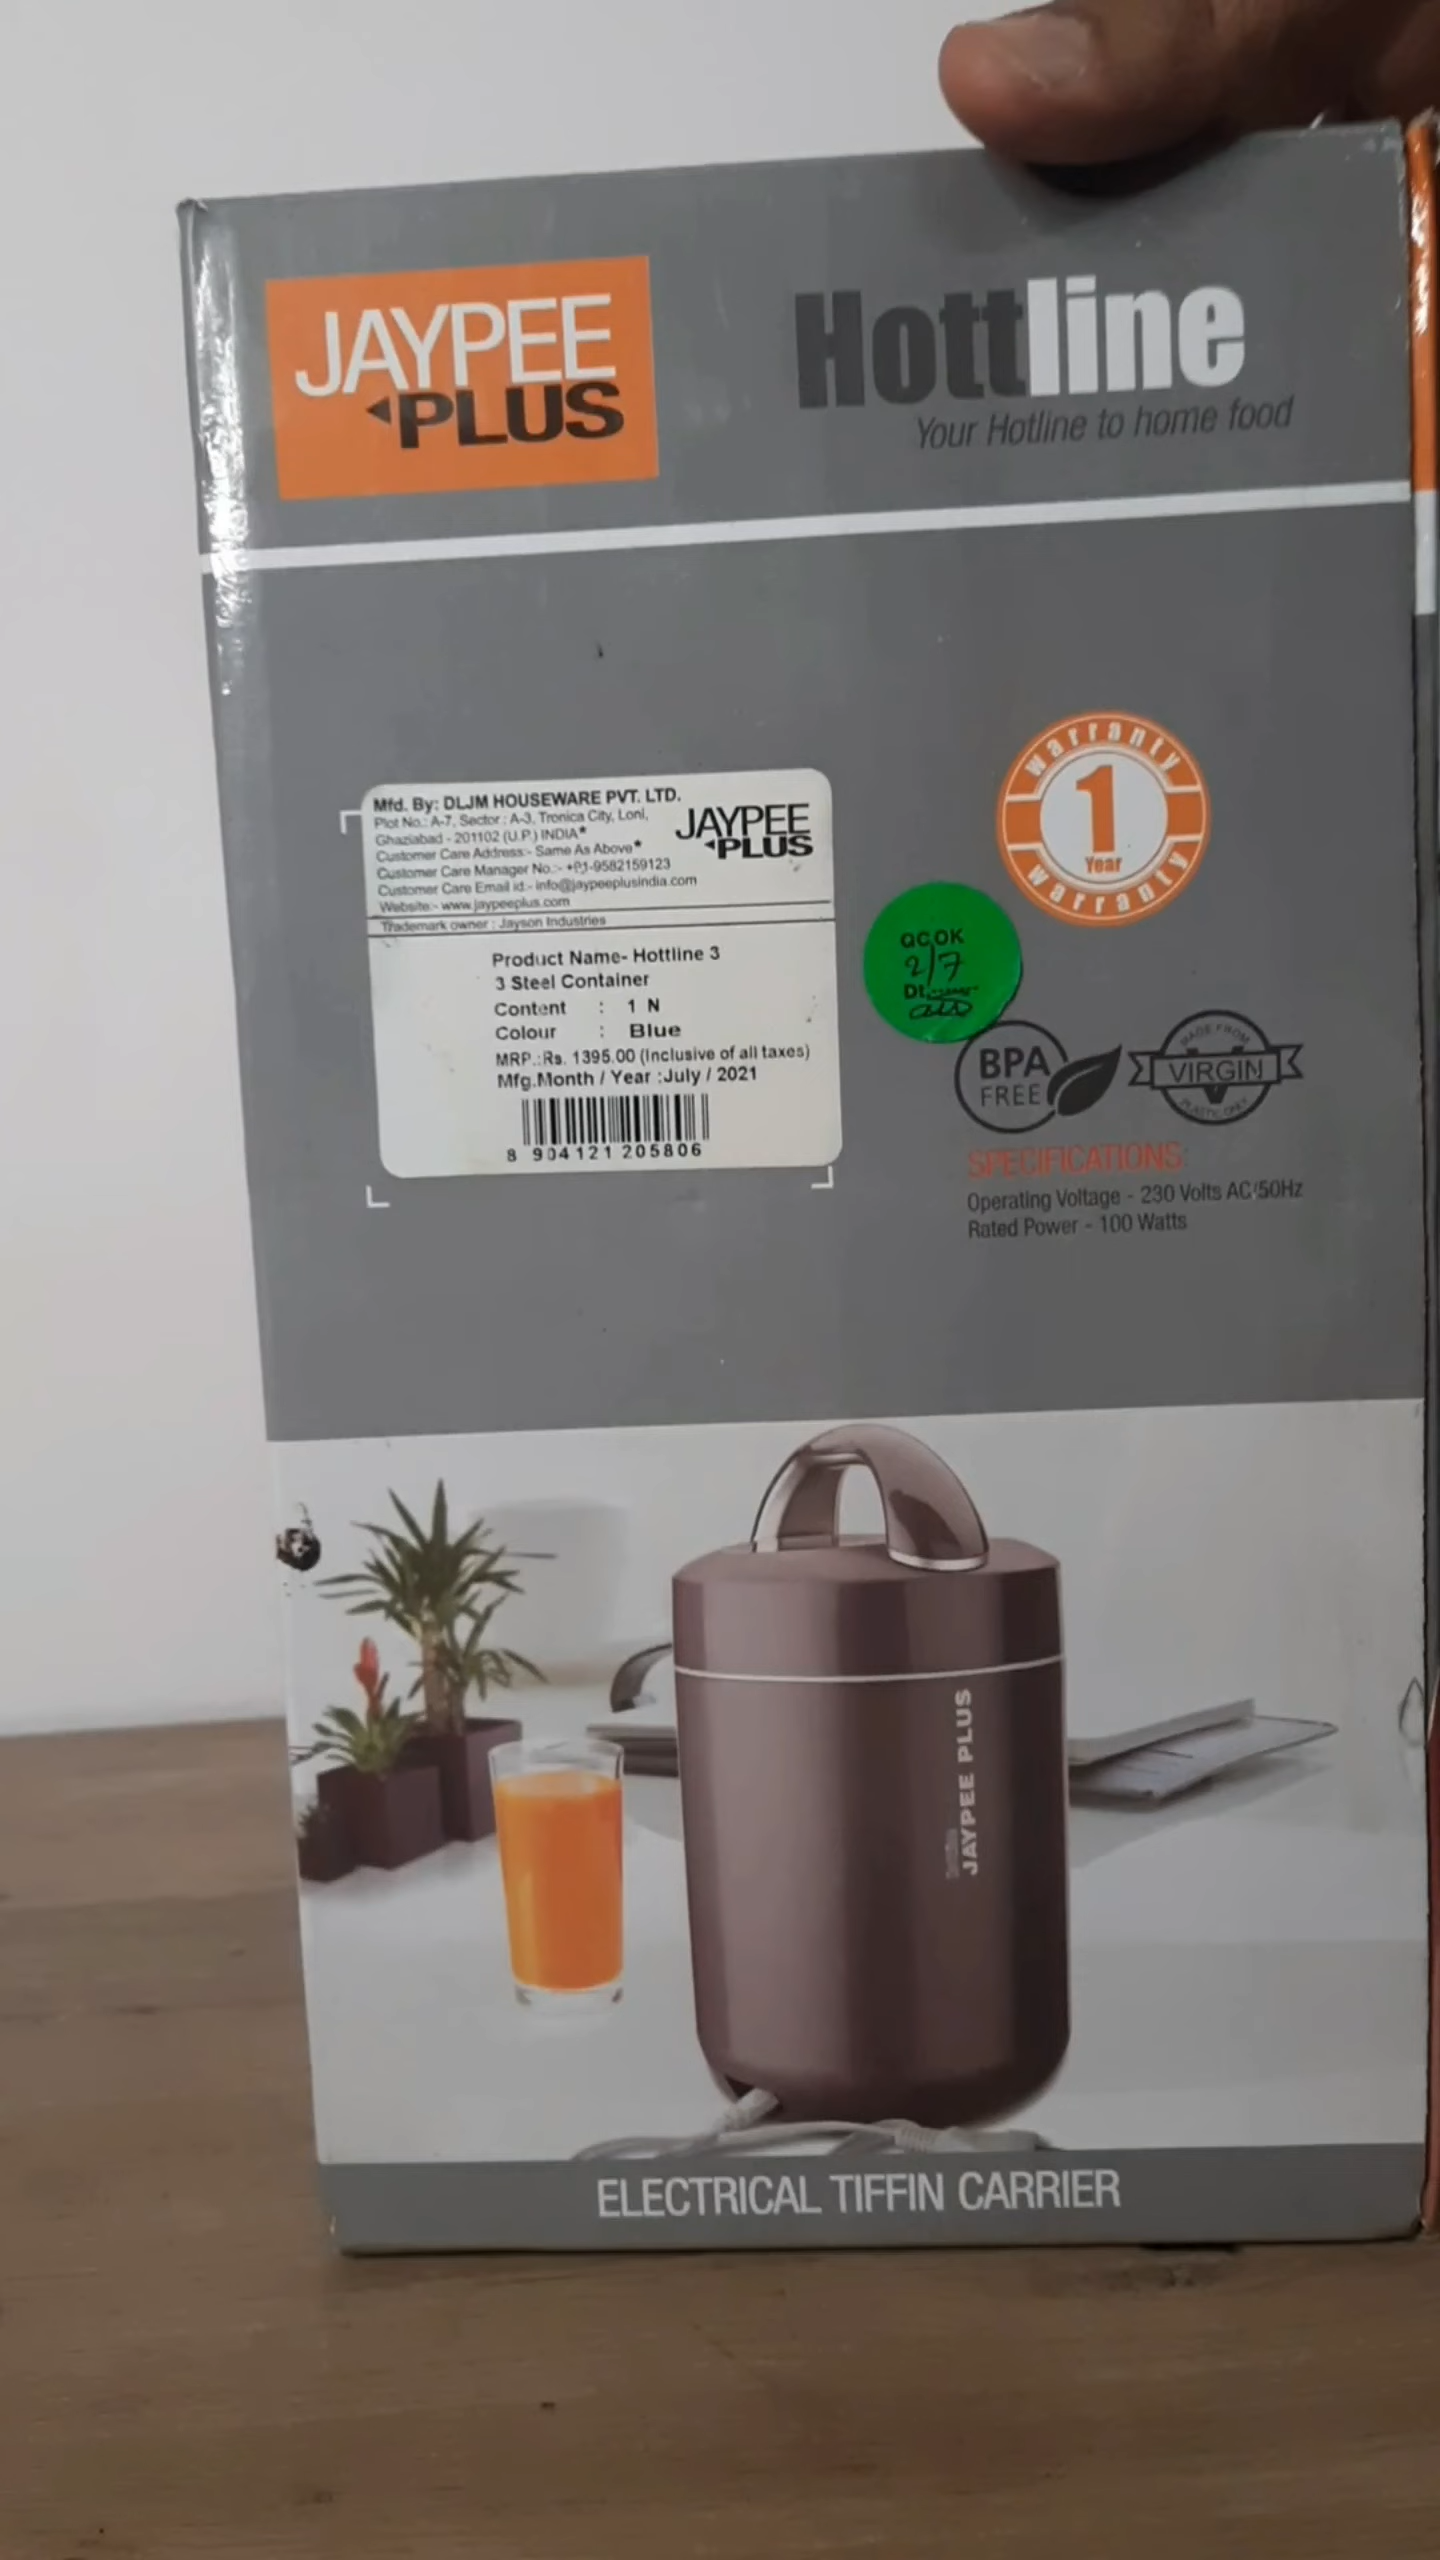 JAYPEE
PLUS
Hottline
Your Hotline to home food
Mfd. By: DLJM HOUSEWARE PVT. LTD.
Plot No.: A-7, Sector : A-3, Tronica City, Loni,
Ghaziabad - 201102 (U.P.) INDIA*
Customer Care Address:- Same As Above*
Customer Care Manager No.:- +91-9582159123
Customer Care Email id:- info@jaypeeplusindia.com
Website:- www.jaypeeplus.com
Trademark owner : Jayson Industries
JAYPEE
PLUS
Product Name- Hottline 3
3 Steel Container
Content : 1 N
Colour : Blue
MRP.:Rs. 1395.00 (Inclusive of all taxes)
Mfg.Month / Year :July / 2021
8 904121 205806
warranty
1
Year
warranty
QC OK
2/7
Dt.
BPA
FREE
MADE FROM
VIRGIN
PLASTIC ONLY
SPECIFICATIONS:
Operating Voltage - 230 Volts AC/50Hz
Rated Power - 100 Watts
JAYPEE PLUS
ELECTRICAL TIFFIN CARRIER